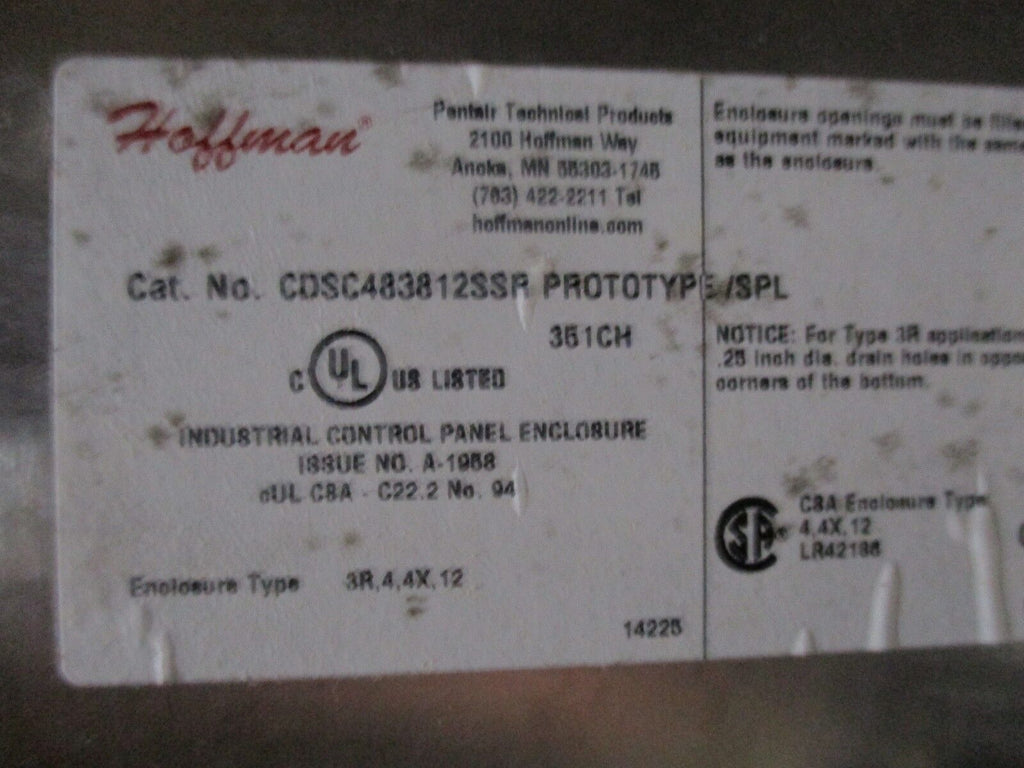 Hoffman®
Pentair Technical Products
2100 Hoffman Way
Anoka, MN 55303-1745
(763) 422-2211 Tel
hoffmanonline.com
Cat. No. CDSC483812SSR PROTOTYPE /SPL
351CH
C UL US LISTED
INDUSTRIAL CONTROL PANEL ENCLOSURE
ISSUE NO. A-1958
cUL CSA - C22.2 No. 94
Enclosure Type 3R,4,4X,12
14225
Enclosure openings must be filled
equipment marked with the same
as the enclosure.
NOTICE: For Type 3R application
.25 inch dia. drain holes in
corners of the bottom.
CSA Enclosure Type
4,4X,12
LR42186